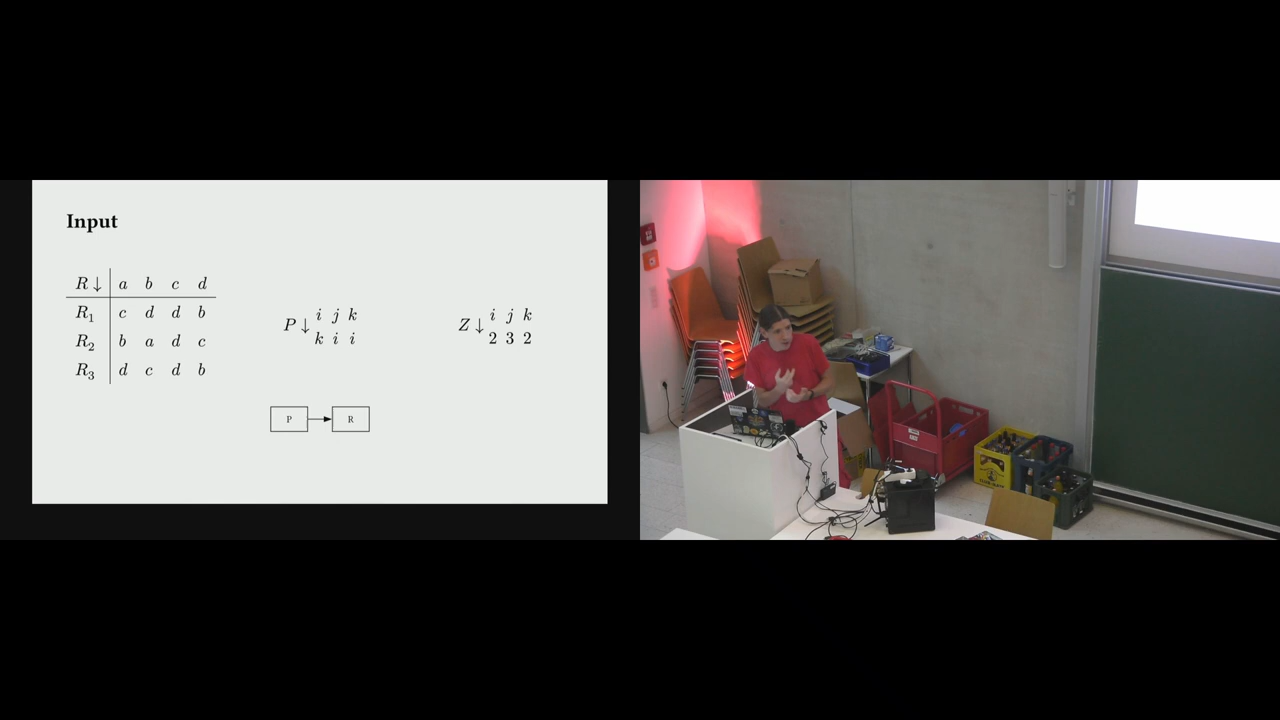 Input
R ↓ a b c d
R₁ c d d b
R₂ b a d c
R₃ d c d b
P ↓ i j k
k i i
Z ↓ i j k
2 3 2
P → R